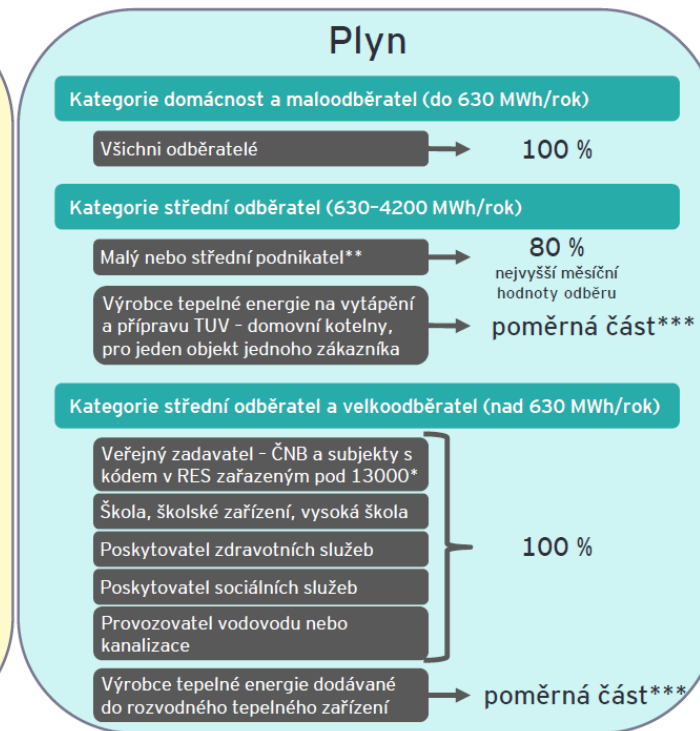 Plyn
Kategorie domácnost a maloodběratel (do 630 MWh/rok)
Všichni odběratelé
100 %
Kategorie střední odběratel (630–4200 MWh/rok)
Malý nebo střední podnikatel**
80 %
nejvyšší měsíční
hodnoty odběru
Výrobce tepelné energie na vytápění
a přípravu TUV – domovní kotelny,
pro jeden objekt jednoho zákazníka
poměrná část***
Kategorie střední odběratel a velkoodběratel (nad 630 MWh/rok)
Veřejný zadavatel – ČNB a subjekty s
kódem v RES zařazeným pod 13000*
Škola, školské zařízení, vysoká škola
Poskytovatel zdravotních služeb
Poskytovatel sociálních služeb
Provozovatel vodovodu nebo
kanalizace
100 %
Výrobce tepelné energie dodávané
do rozvodného tepelného zařízení
poměrná část***